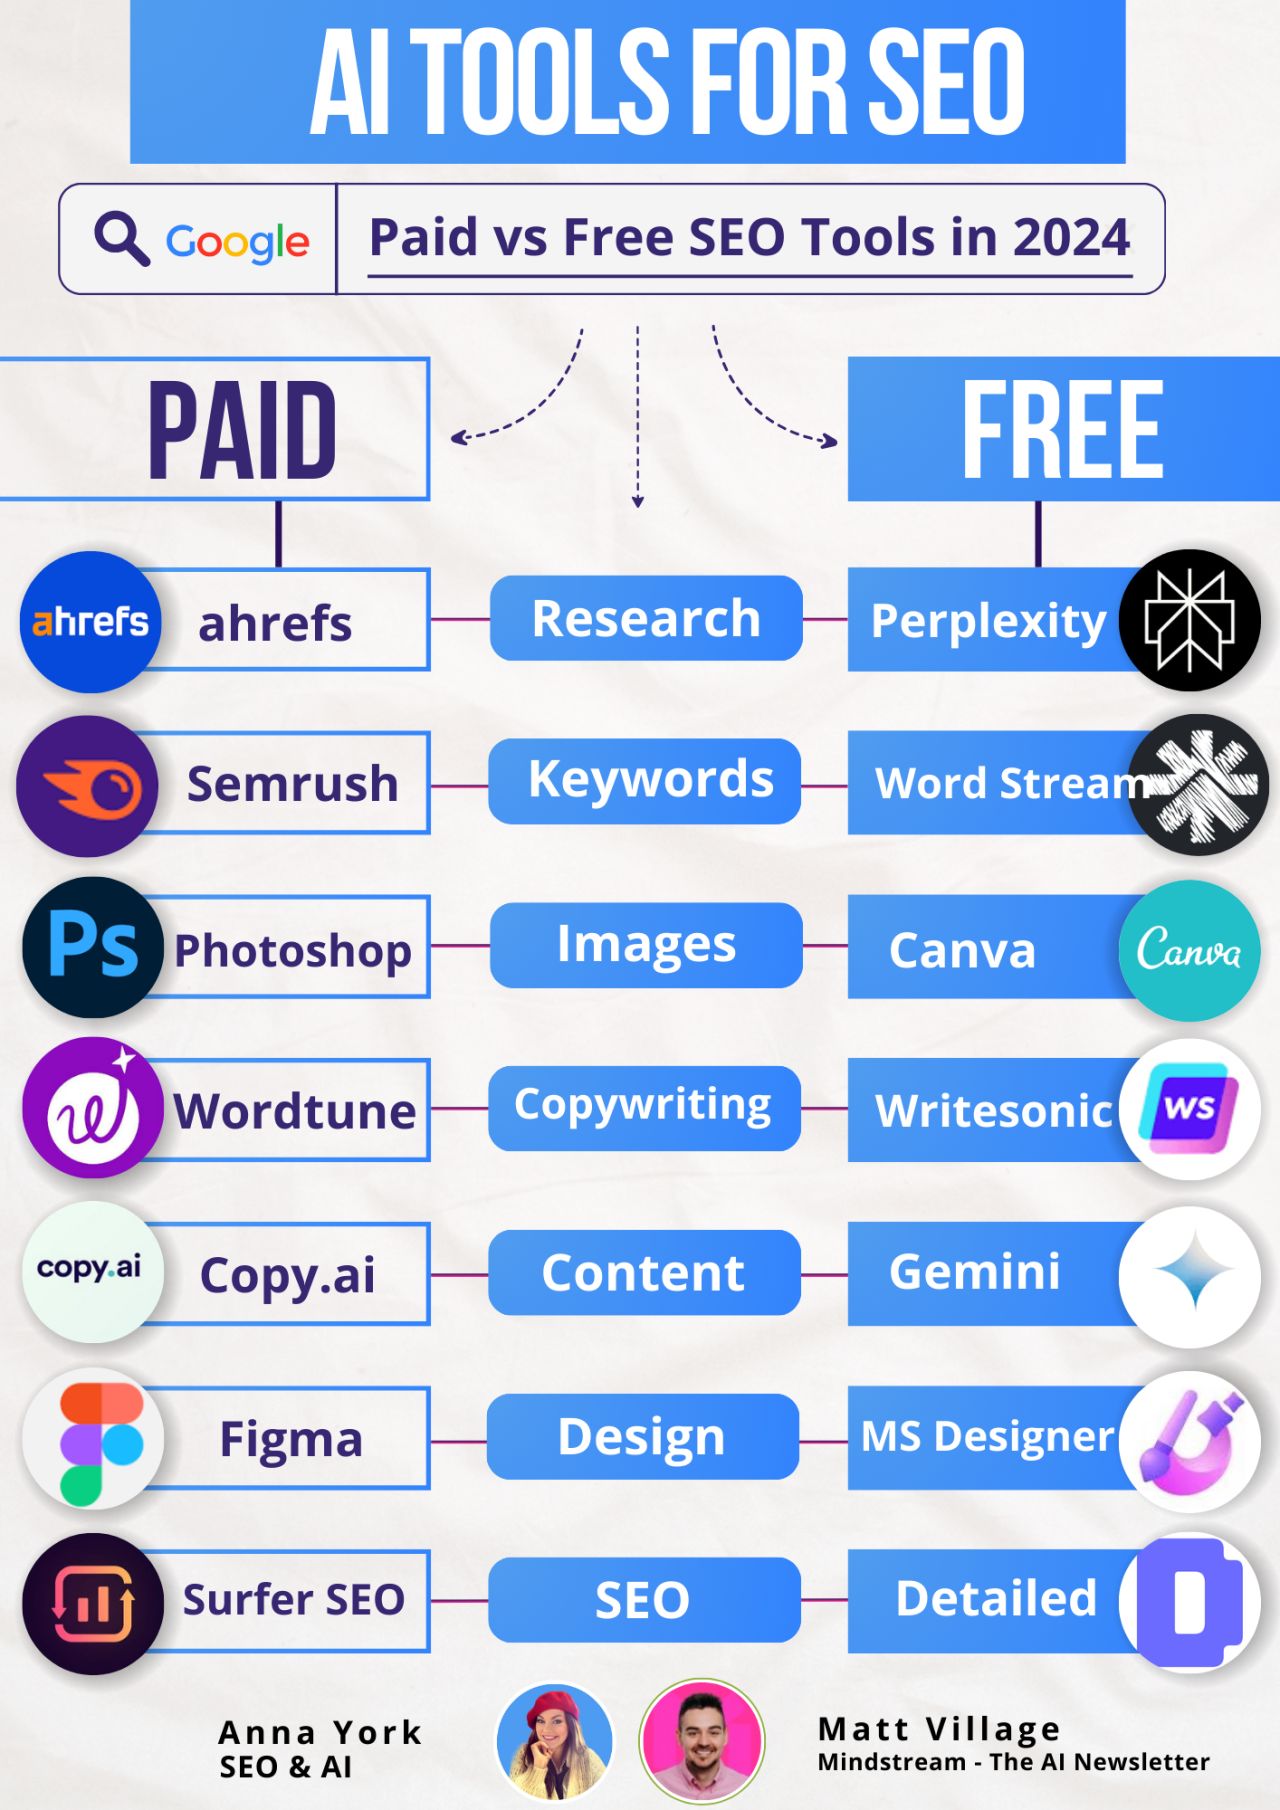 AI TOOLS FOR SEO
Google
Paid vs Free SEO Tools in 2024
PAID
FREE
ahrefs
ahrefs
Research
Perplexity
Semrush
Keywords
Word Stream
Ps
Photoshop
Images
Canva
Canva
w
Wordtune
Copywriting
Writesonic
WS
copy.ai
Copy.ai
Content
Gemini
Figma
Design
MS Designer
Surfer SEO
SEO
Detailed
D
Anna York
SEO & AI
Matt Village
Mindstream - The AI Newsletter